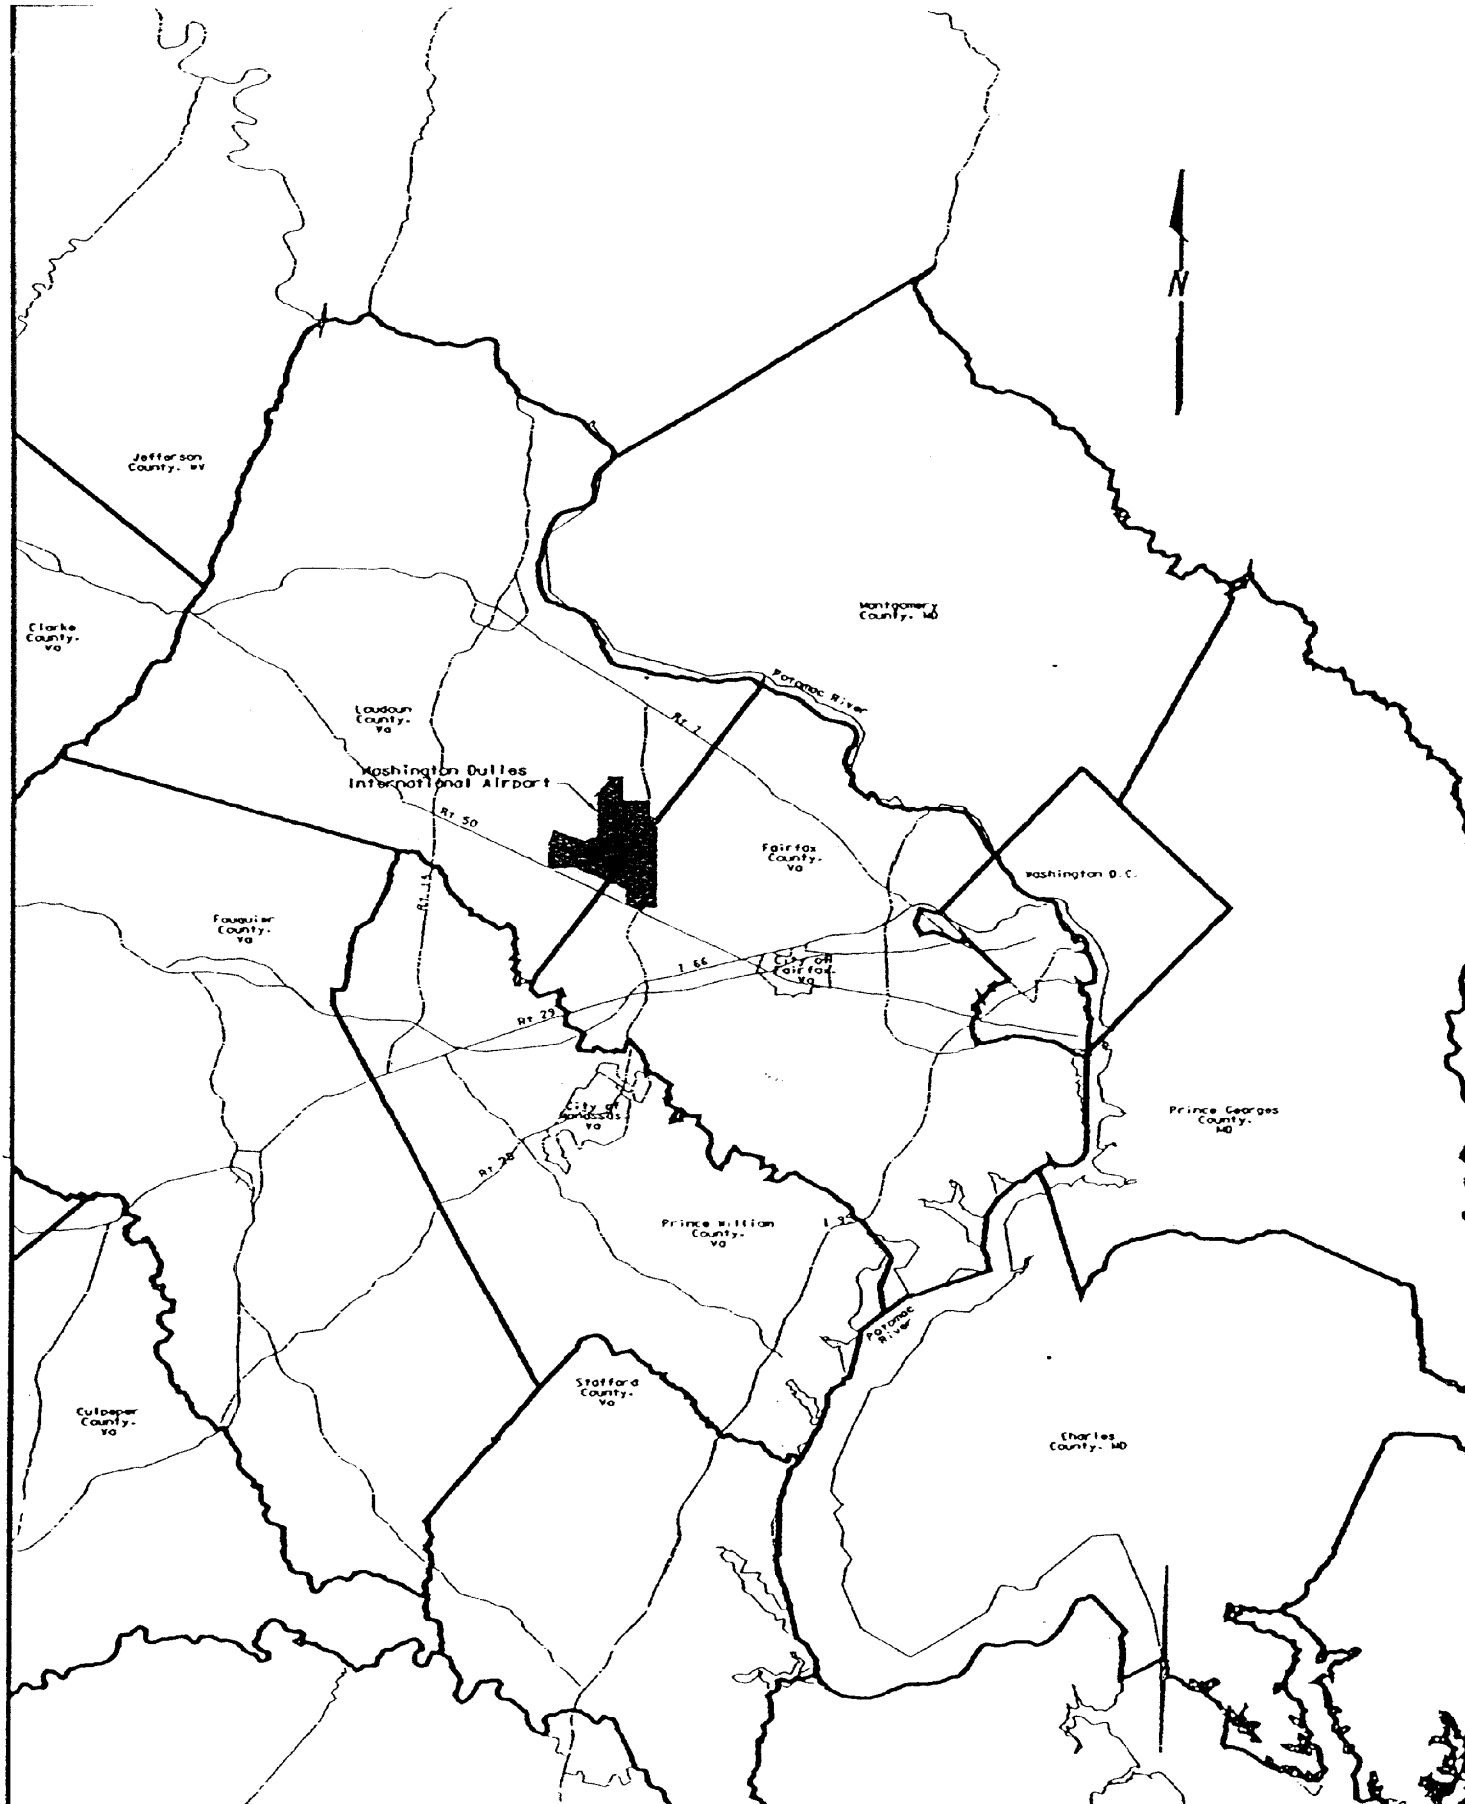 N
Jefferson
County, WV
Montgomery
County, MD
Clarke
County,
Va
Potomac River
Loudoun
County,
Va
Rt 7
Washington Dulles
International Airport
Rt 50
Fairfax
County,
Va
Washington D.C.
Rt 15
Fauquier
County,
Va
I 66
City of
Fairfax,
Va
Rt 29
City of
Manassas,
Va
Prince Georges
County,
MD
Rt 28
Prince William
County,
Va
I 95
Potomac
River
Stafford
County,
Va
Culpeper
County,
Va
Charles
County, MD